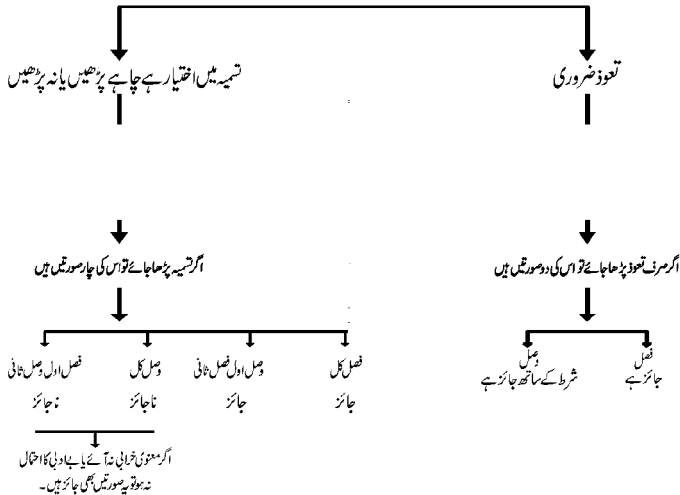 تعوذ ضروری
تسمیہ میں اختیار ہے چاہے پڑھیں یا نہ پڑھیں
اگر صرف تعوذ پڑھا جائے تو اس کی دو صورتیں ہیں
اگر تسمیہ پڑھا جائے تو اس کی چار صورتیں ہیں
فصل
جائز ہے
وصل
شرط کے ساتھ جائز ہے
فصل کل
جائز
وصل اول فصل ثانی
جائز
وصل کل
ناجائز
فصل اول وصل ثانی
ناجائز
اگر معنوی خرابی نہ آئے یا بے ادبی کا احتمال
نہ ہو تو یہ صورتیں بھی جائز ہیں۔